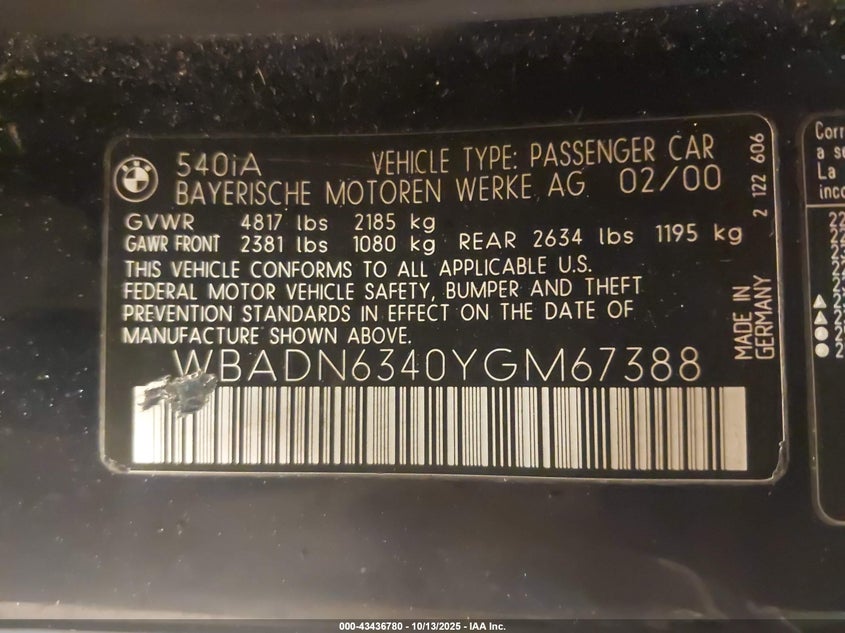 540iA VEHICLE TYPE: PASSENGER CAR
BAYERISCHE MOTOREN WERKE AG 02/00
GVWR 4817 lbs 2185 kg
GAWR FRONT 2381 lbs 1080 kg REAR 2634 lbs 1195 kg
THIS VEHICLE CONFORMS TO ALL APPLICABLE U.S.
FEDERAL MOTOR VEHICLE SAFETY, BUMPER AND THEFT
PREVENTION STANDARDS IN EFFECT ON THE DATE OF
MANUFACTURE SHOWN ABOVE.
WBADN6340YGM67388
2 122 606
MADE IN
GERMANY
a se
La
inco
000-43436780 - 10/13/2025 - IAA Inc.